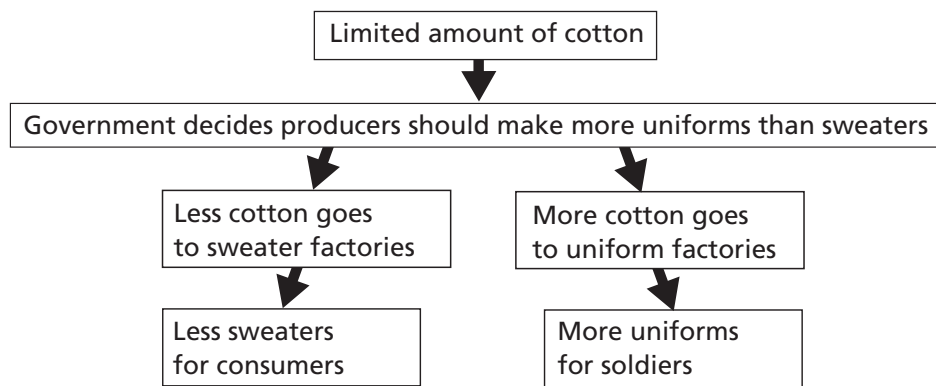 Limited amount of cotton
Government decides producers should make more uniforms than sweaters
Less cotton goes
to sweater factories
More cotton goes
to uniform factories
Less sweaters
for consumers
More uniforms
for soldiers